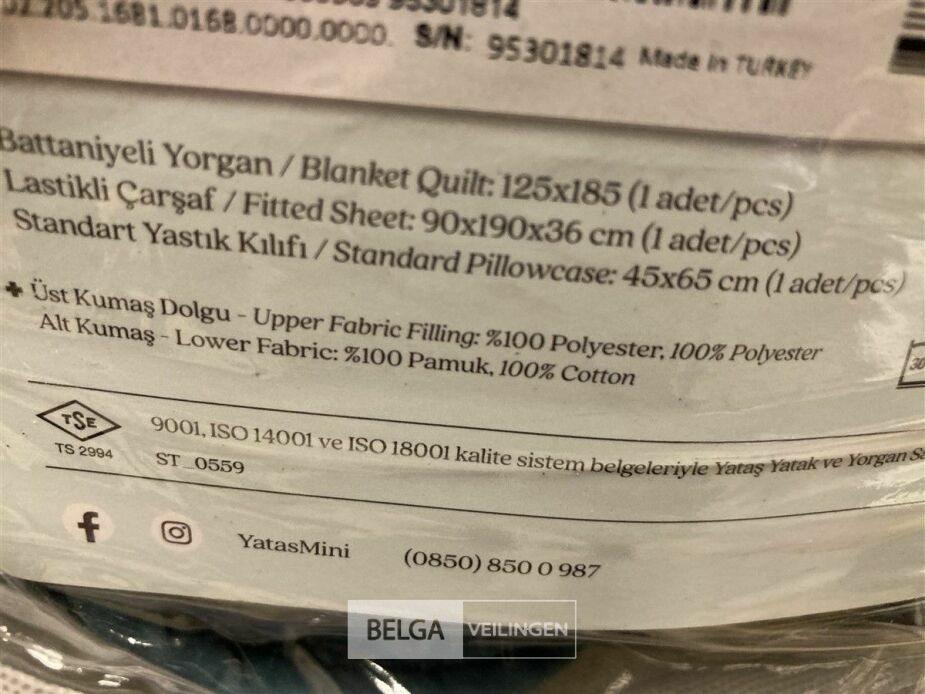 95301814
.205.1681.0168.0000.0000. S/N: 95301814 Made in TURKEY
Battaniyeli Yorgan / Blanket Quilt: 125x185 (1 adet/pcs)
Lastikli Çarşaf / Fitted Sheet: 90x190x36 cm (1 adet/pcs)
Standart Yastık Kılıfı / Standard Pillowcase: 45x65 cm (1 adet/pcs)
Üst Kumaş Dolgu - Upper Fabric Filling: %100 Polyester, 100% Polyester
Alt Kumaş - Lower Fabric: %100 Pamuk, 100% Cotton
30
TSE
TS 2994
9001, ISO 14001 ve ISO 18001 kalite sistem belgeleriyle Yataş Yatak ve Yorgan
ST_0559
YatasMini (0850) 850 0 987
BELGA VEILINGEN